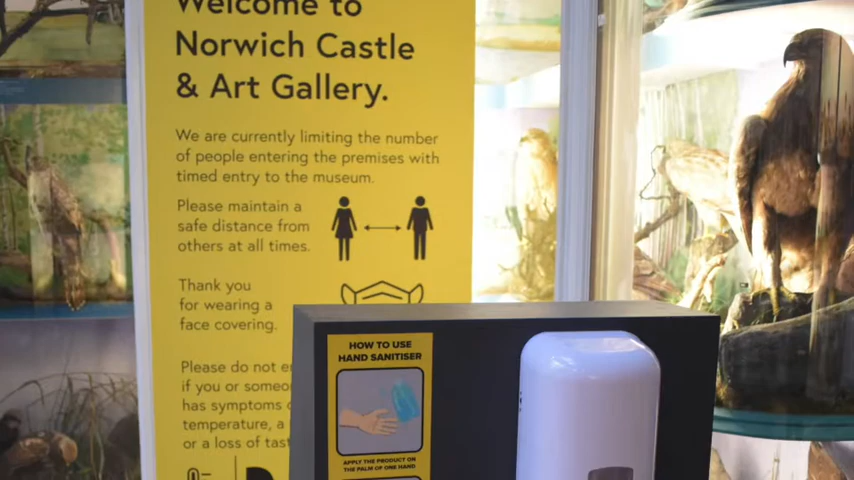 Welcome to
Norwich Castle
& Art Gallery.
We are currently limiting the number
of people entering the premises with
timed entry to the museum.
Please maintain a
safe distance from
others at all times.
Thank you
for wearing a
face covering.
Please do not e
if you or someo
has symptoms
temperature, a
or a loss of tast
HOW TO USE
HAND SANITISER
APPLY THE PRODUCT ON
THE PALM OF ONE HAND